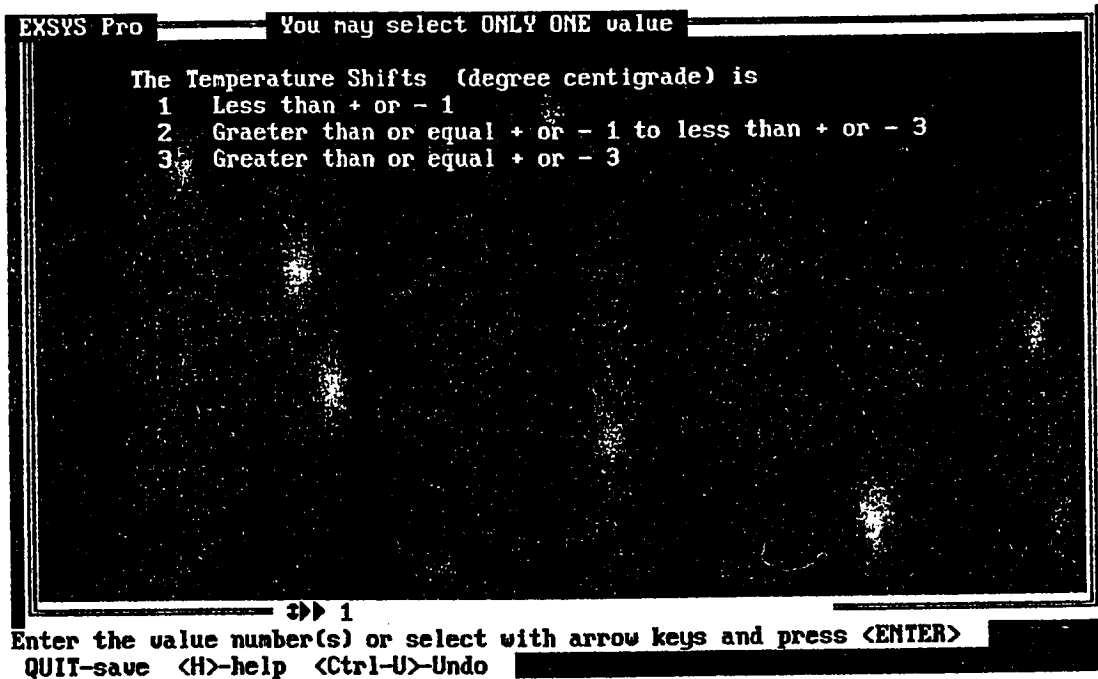 EXSYS Pro You may select ONLY ONE value
The Temperature Shifts (degree centigrade) is
1 Less than + or - 1
2 Graeter than or equal + or - 1 to less than + or - 3
3 Greater than or equal + or - 3
1
Enter the value number(s) or select with arrow keys and press <ENTER>
QUIT-save <H>-help <Ctrl-U>-Undo